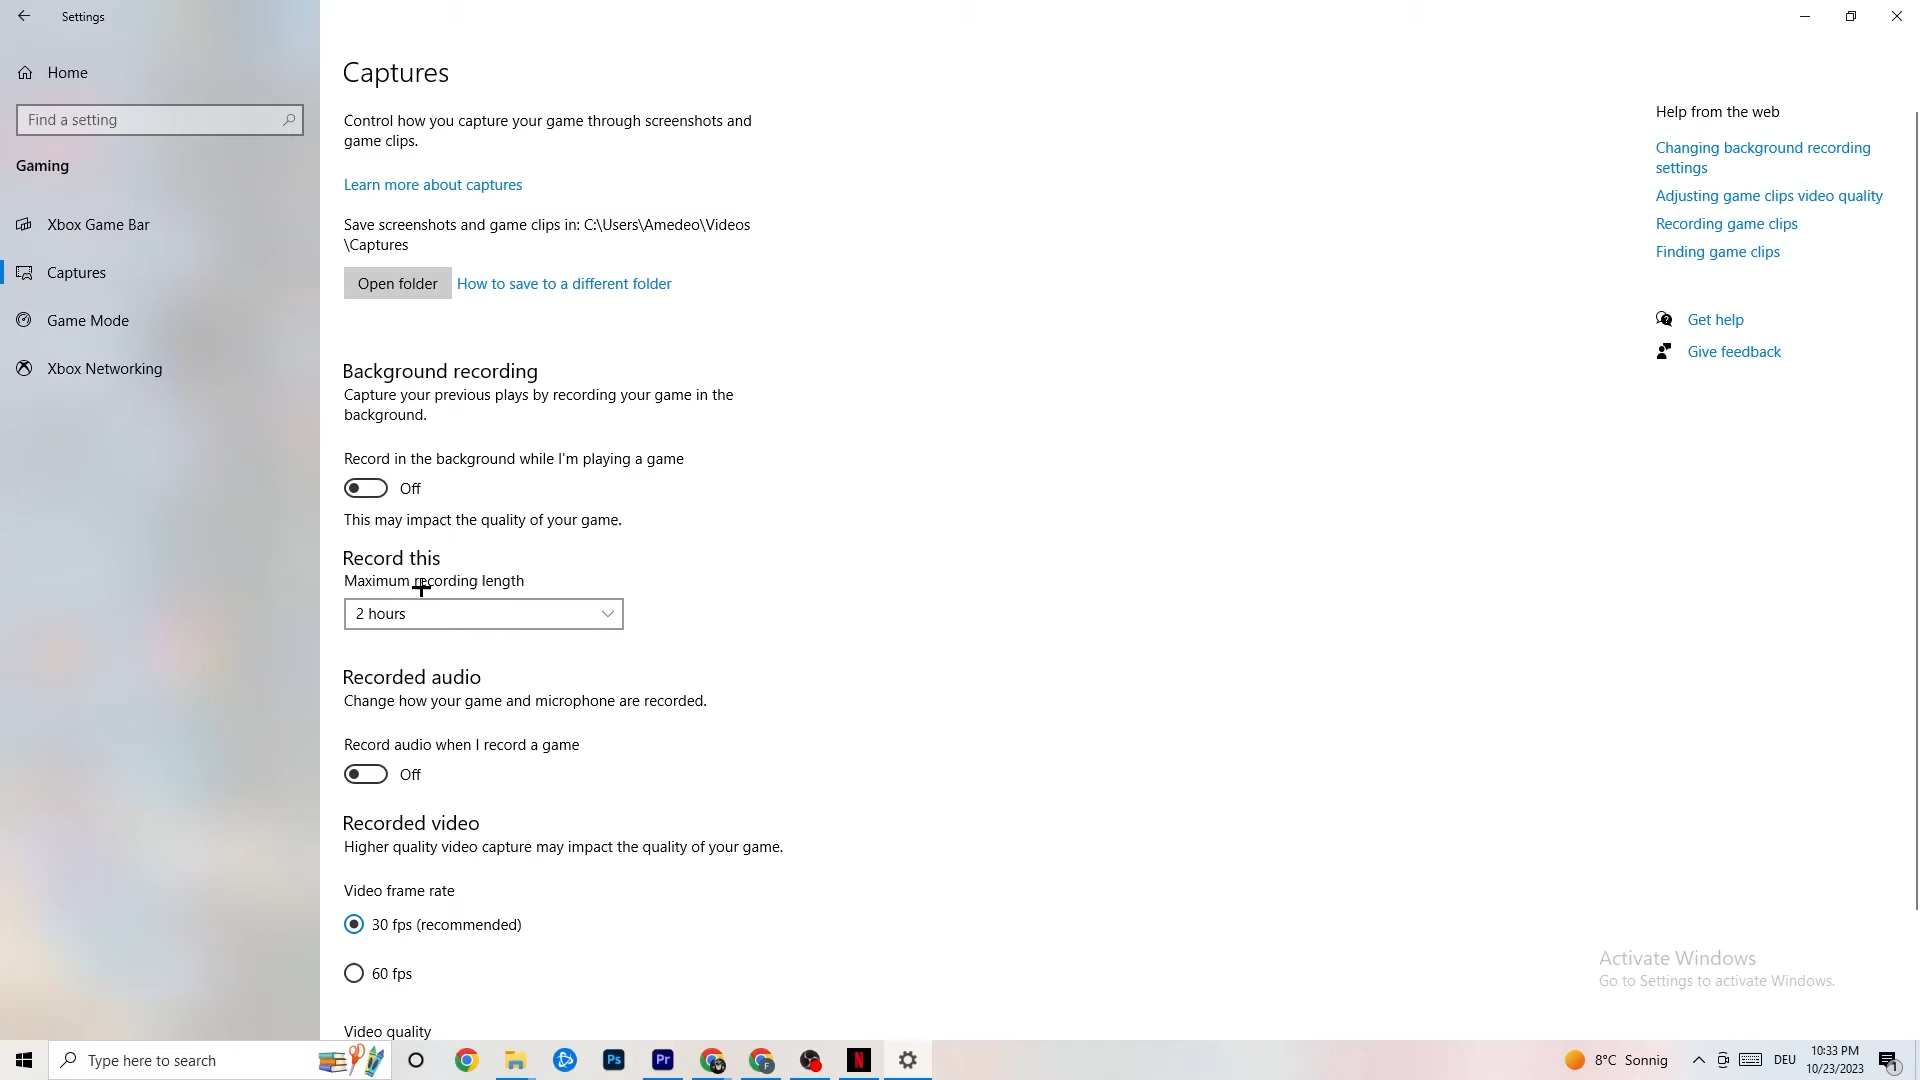 Settings
Home
Find a setting
Gaming
Xbox Game Bar
Captures
Game Mode
Xbox Networking
Captures
Control how you capture your game through screenshots and
game clips.
Learn more about captures
Save screenshots and game clips in: C:\Users\Amedeo\Videos
\Captures
Open folder
How to save to a different folder
Background recording
Capture your previous plays by recording your game in the
background.
Record in the background while I'm playing a game
Off
This may impact the quality of your game.
Record this
Maximum recording length
2 hours
Recorded audio
Change how your game and microphone are recorded.
Record audio when I record a game
Off
Recorded video
Higher quality video capture may impact the quality of your game.
Video frame rate
30 fps (recommended)
60 fps
Video quality
Help from the web
Changing background recording
settings
Adjusting game clips video quality
Recording game clips
Finding game clips
Get help
Give feedback
Activate Windows
Go to Settings to activate Windows.
Type here to search
Ps
Pr
F
N
8°C Sonnig
DEU
10:33 PM
10/23/2023
1